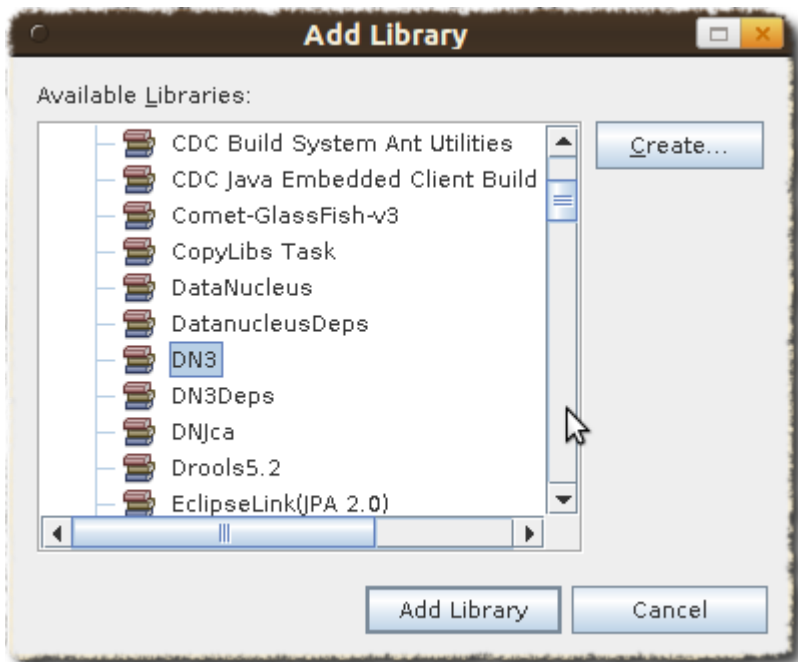 Add Library
Available Libraries:
CDC Build System Ant Utilities
CDC Java Embedded Client Build
Comet-GlassFish-v3
CopyLibs Task
DataNucleus
DatanucleusDeps
DN3
DN3Deps
DNJca
Drools5.2
EclipseLink(JPA 2.0)
Create...
Add Library
Cancel